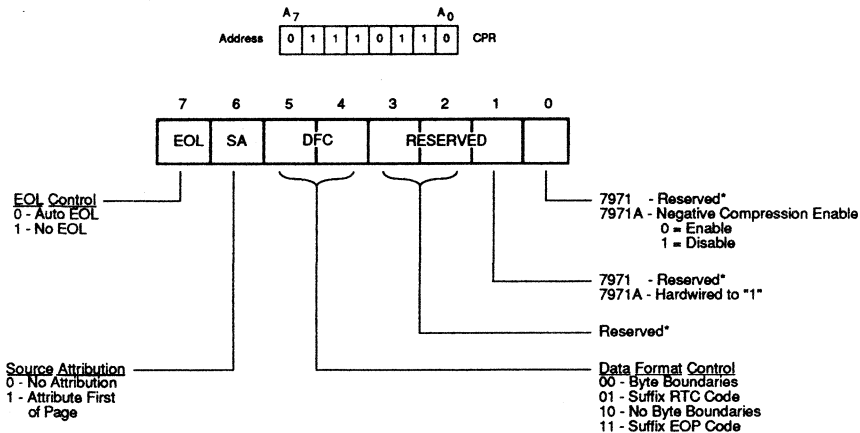 A7 A0
Address 0 1 1 1 0 1 1 0 CPR
7 6 5 4 3 2 1 0
EOL SA DFC RESERVED
EOL Control
0 - Auto EOL
1 - No EOL
7971 - Reserved*
7971A - Negative Compression Enable
0 = Enable
1 = Disable
7971 - Reserved*
7971A - Hardwired to "1"
Reserved*
Source Attribution
0 - No Attribution
1 - Attribute First
of Page
Data Format Control
00 - Byte Boundaries
01 - Suffix RTC Code
10 - No Byte Boundaries
11 - Suffix EOP Code